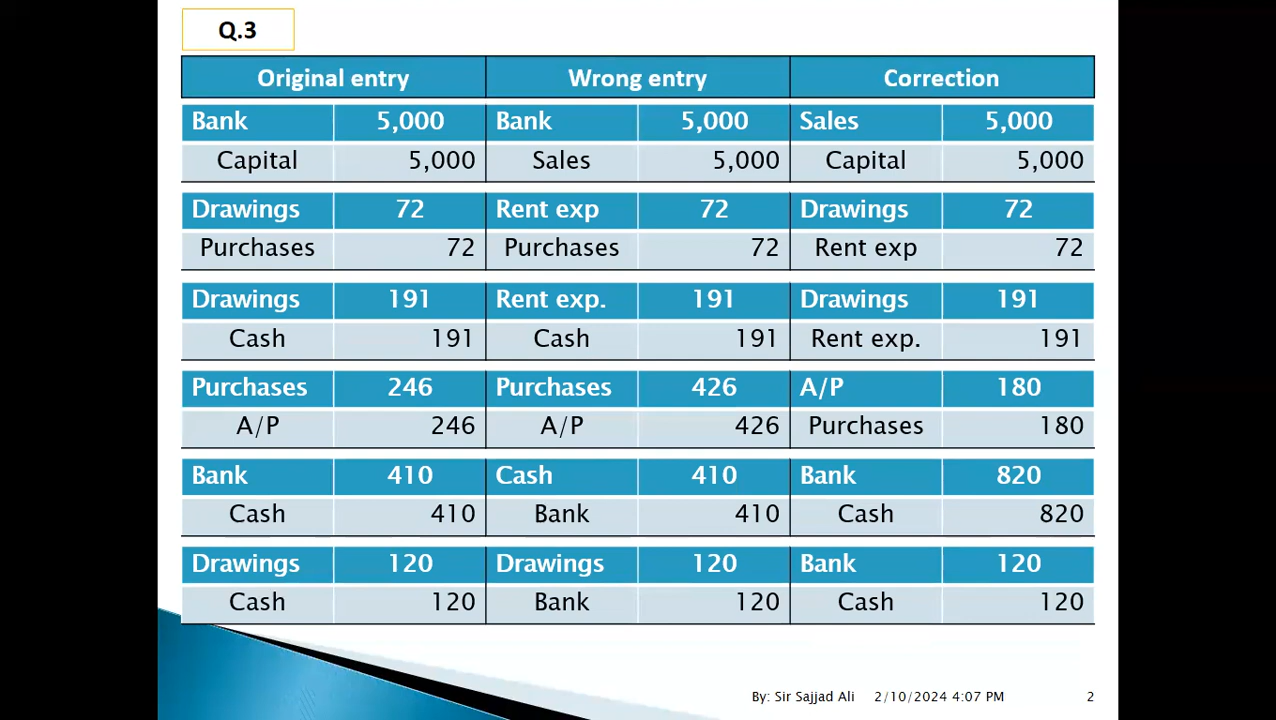 Q.3
Original entry Wrong entry Correction
Bank 5,000 Bank 5,000 Sales 5,000
Capital 5,000 Sales 5,000 Capital 5,000
Drawings 72 Rent exp 72 Drawings 72
Purchases 72 Purchases 72 Rent exp 72
Drawings 191 Rent exp. 191 Drawings 191
Cash 191 Cash 191 Rent exp. 191
Purchases 246 Purchases 426 A/P 180
A/P 246 A/P 426 Purchases 180
Bank 410 Cash 410 Bank 820
Cash 410 Bank 410 Cash 820
Drawings 120 Drawings 120 Bank 120
Cash 120 Bank 120 Cash 120
By: Sir Sajjad Ali 2/10/2024 4:07 PM 2